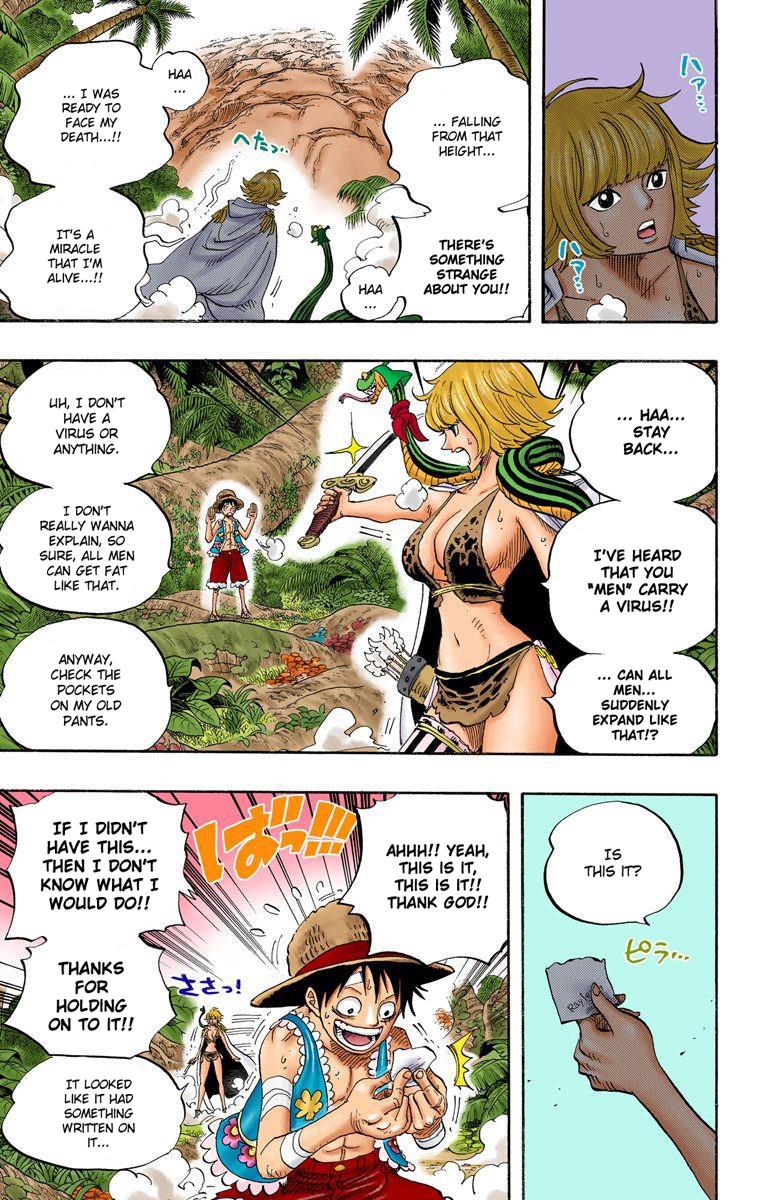 ハァ…
ハァ…
... FALLING
FROM THAT
HEIGHT...
THERE'S
SOMETHING
STRANGE
ABOUT YOU!!
HAA
...
へたっ
HAA
...
... I WAS
READY TO
FACE MY
DEATH...!!
IT'S A
MIRACLE
THAT I'M
ALIVE...!!
... HAA...
STAY
BACK...
I'VE HEARD
THAT YOU
"MEN" CARRY
A VIRUS!!
... CAN ALL
MEN...
SUDDENLY
EXPAND LIKE
THAT!?
UH, I DON'T
HAVE A
VIRUS OR
ANYTHING.
I DON'T
REALLY WANNA
EXPLAIN, SO
SURE, ALL MEN
CAN GET FAT
LIKE THAT.
ANYWAY,
CHECK THE
POCKETS
ON MY OLD
PANTS.
IS
THIS IT?
ピラ…
AHHH!! YEAH,
THIS IS IT,
THIS IS IT!!
THANK GOD!!
ばっ!!!
IF I DIDN'T
HAVE THIS...
THEN I DON'T
KNOW WHAT I
WOULD DO!!
THANKS
FOR
HOLDING
ON TO IT!!
ささっ!
IT LOOKED
LIKE IT HAD
SOMETHING
WRITTEN ON
IT...